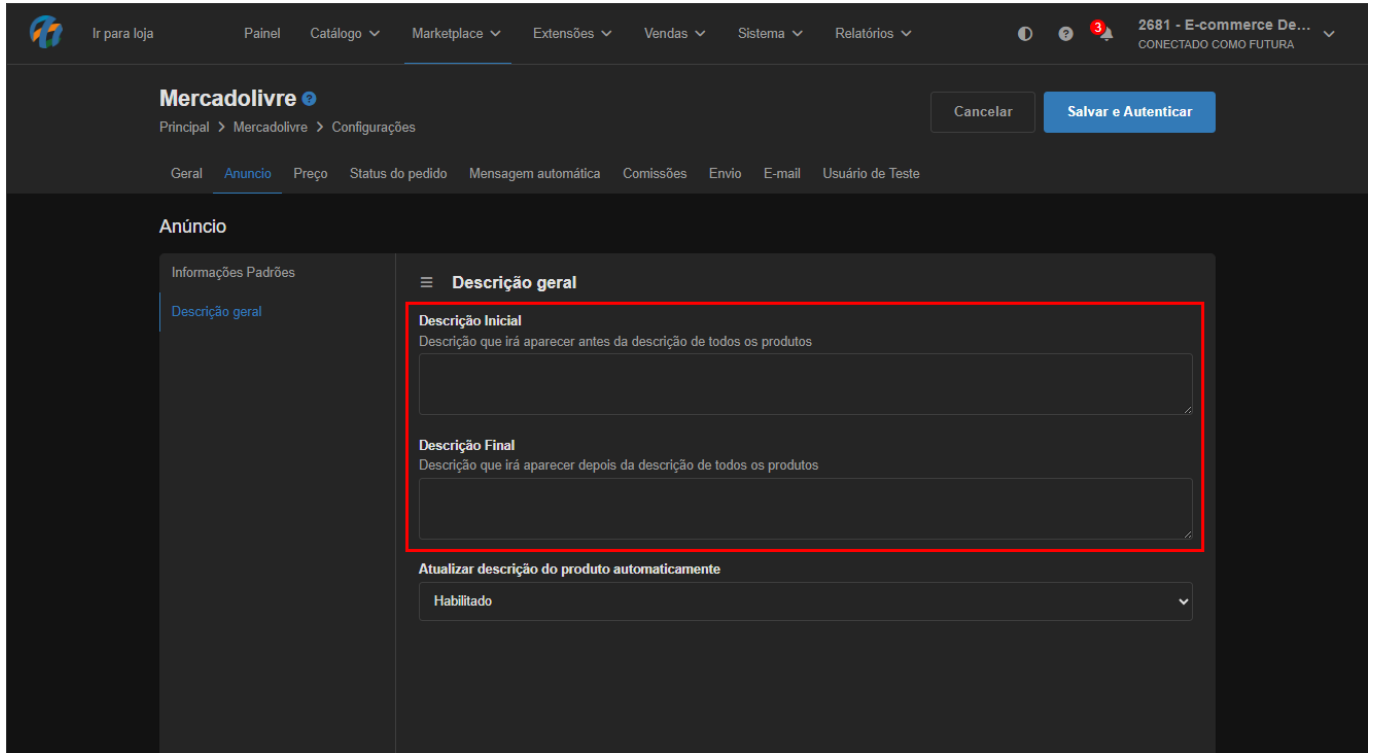 Ir para loja Painel Catálogo Marketplace Extensões Vendas Sistema Relatórios 3 2681 - E-commerce De...
CONECTADO COMO FUTURA
Mercadolivre
Principal > Mercadolivre > Configurações
Cancelar Salvar e Autenticar
Geral Anuncio Preço Status do pedido Mensagem automática Comissões Envio E-mail Usuário de Teste
Anúncio
Informações Padrões
Descrição geral
Descrição geral
Descrição Inicial
Descrição que irá aparecer antes da descrição de todos os produtos
Descrição Final
Descrição que irá aparecer depois da descrição de todos os produtos
Atualizar descrição do produto automaticamente
Habilitado